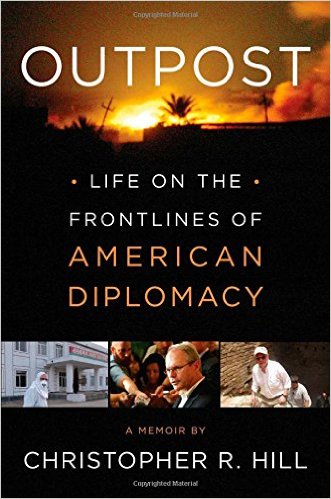 OUTPOST
• LIFE ON THE •
FRONTLINES OF
AMERICAN
DIPLOMACY
A MEMOIR BY
CHRISTOPHER R. HILL